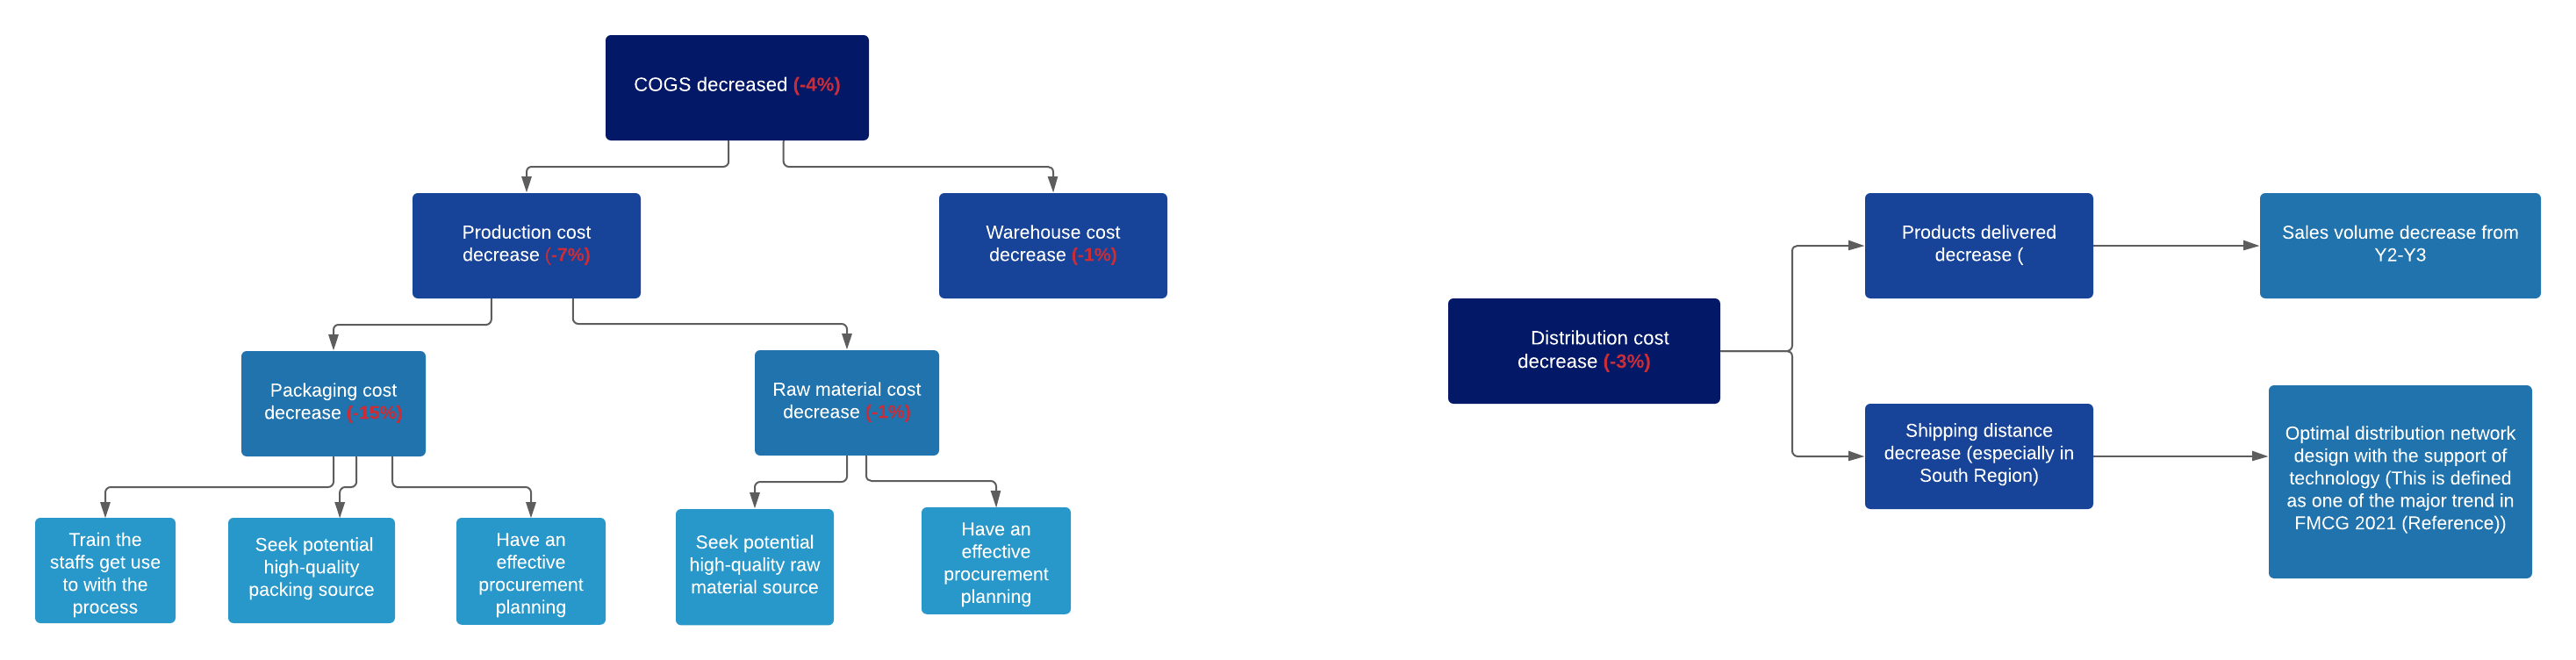 COGS decreased (-4%)
Production cost
decrease (-7%)
Warehouse cost
decrease (-1%)
Packaging cost
decrease (-15%)
Raw material cost
decrease (-1%)
Train the
staffs get use
to with the
process
Seek potential
high-quality
packing source
Have an
effective
procurement
planning
Seek potential
high-quality raw
material source
Have an
effective
procurement
planning
Distribution cost
decrease (-3%)
Products delivered
decrease (
Sales volume decrease from
Y2-Y3
Shipping distance
decrease (especially in
South Region)
Optimal distribution network
design with the support of
technology (This is defined
as one of the major trend in
FMCG 2021 (Reference))